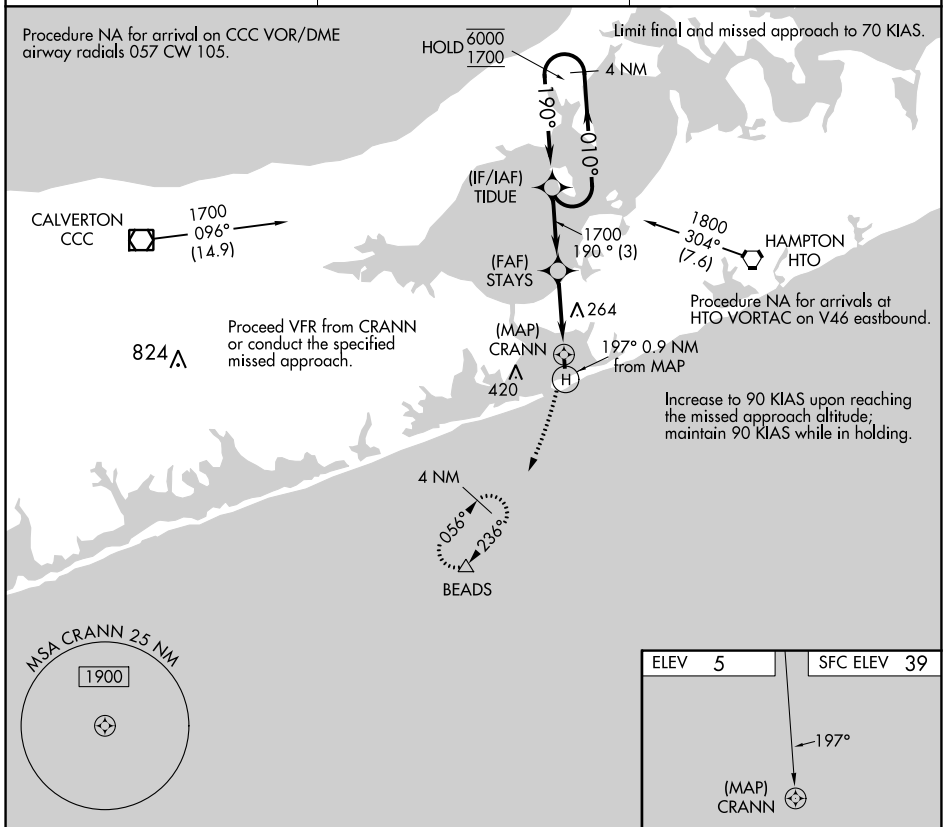 Procedure NA for arrival on CCC VOR/DME
airway radials 057 CW 105.
HOLD 6000
1700
4 NM
Limit final and missed approach to 70 KIAS.
190°
010°
(IF/IAF)
TIDUE
CALVERTON
CCC
1700
096°
(14.9)
1700
190° (3)
1800
304°
(7.6)
HAMPTON
HTO
(FAF)
STAYS
264
Procedure NA for arrivals at
HTO VORTAC on V46 eastbound.
Proceed VFR from CRANN
or conduct the specified
missed approach.
824
(MAP)
CRANN
420
H
197° 0.9 NM
from MAP
Increase to 90 KIAS upon reaching
the missed approach altitude;
maintain 90 KIAS while in holding.
4 NM
056°
236°
BEADS
MSA CRANN 25 NM
1900
ELEV 5
SFC ELEV 39
197°
(MAP)
CRANN